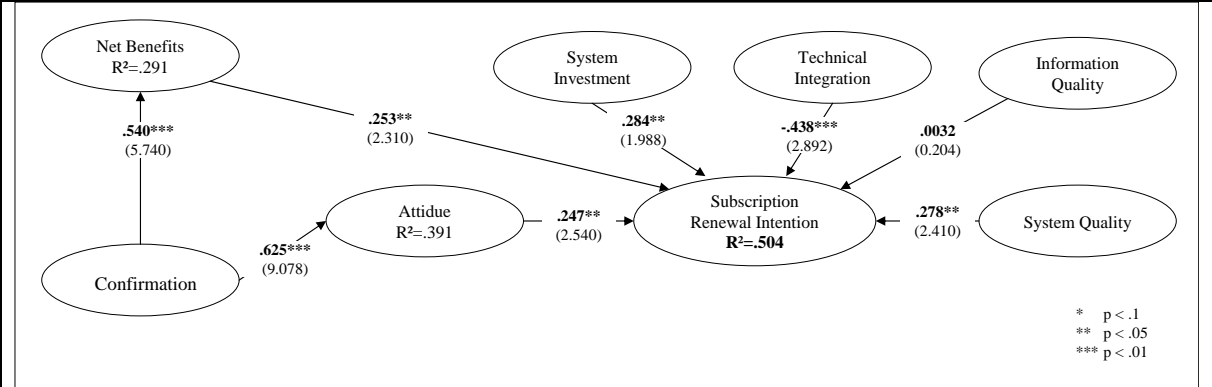 Net Benefits
R²=.291
System
Investment
Technical
Integration
Information
Quality
.540***
(5.740)
.253**
(2.310)
.284**
(1.988)
-.438***
(2.892)
.0032
(0.204)
Attidue
R²=.391
.247**
(2.540)
Subscription
Renewal Intention
R²=.504
.278**
(2.410)
System Quality
.625***
(9.078)
Confirmation
* p < .1
** p < .05
*** p < .01